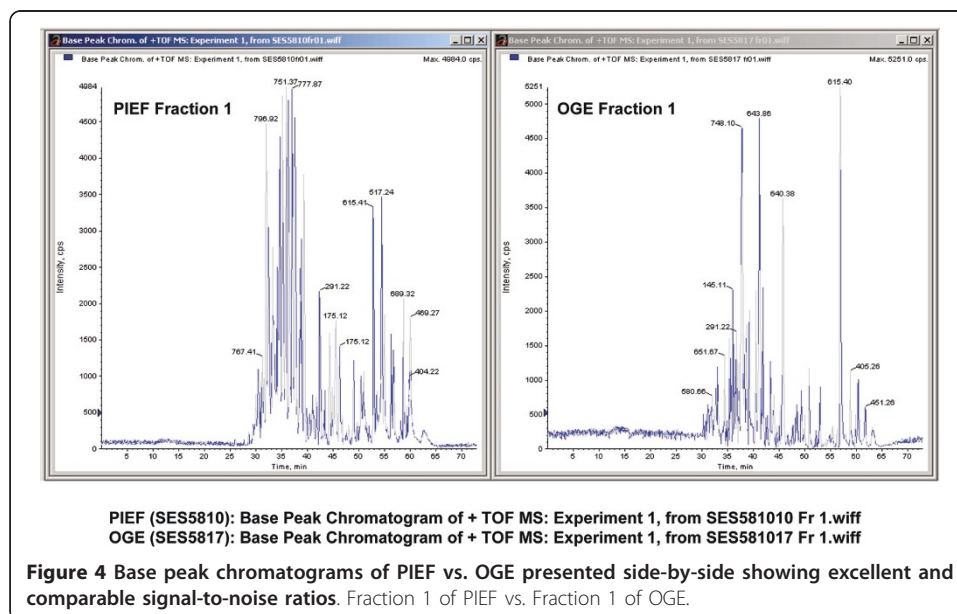 Base Peak Chrom. of +TOF MS: Experiment 1, from SES5810fr01.wiff
Base Peak Chrom. of +TOF MS: Experiment 1, from SES5810fr01.wiff
Max. 4984.0 cps.
4984
4500
4000
3500
3000
2500
2000
1500
1000
500
0
Intensity, cps
PIEF Fraction 1
751.37
777.87
796.92
517.24
615.41
291.22
689.32
175.12
469.27
175.12
767.41
404.22
5 10 15 20 25 30 35 40 45 50 55 60 65 70
Time, min
Base Peak Chrom. of +TOF MS: Experiment 1, from SES5817 fr01.wiff
Base Peak Chrom. of +TOF MS: Experiment 1, from SES5817 fr01.wiff
Max. 5251.0 cps.
5251
5000
4500
4000
3500
3000
2500
2000
1500
1000
500
0
Intensity, cps
OGE Fraction 1
615.40
643.86
748.10
640.38
145.11
291.22
651.67
405.26
580.66
451.26
5 10 15 20 25 30 35 40 45 50 55 60 65 70
Time, min
PIEF (SES5810): Base Peak Chromatogram of + TOF MS: Experiment 1, from SES581010 Fr 1.wiff
OGE (SES5817): Base Peak Chromatogram of + TOF MS: Experiment 1, from SES581017 Fr 1.wiff
Figure 4 Base peak chromatograms of PIEF vs. OGE presented side-by-side showing excellent and
comparable signal-to-noise ratios. Fraction 1 of PIEF vs. Fraction 1 of OGE.